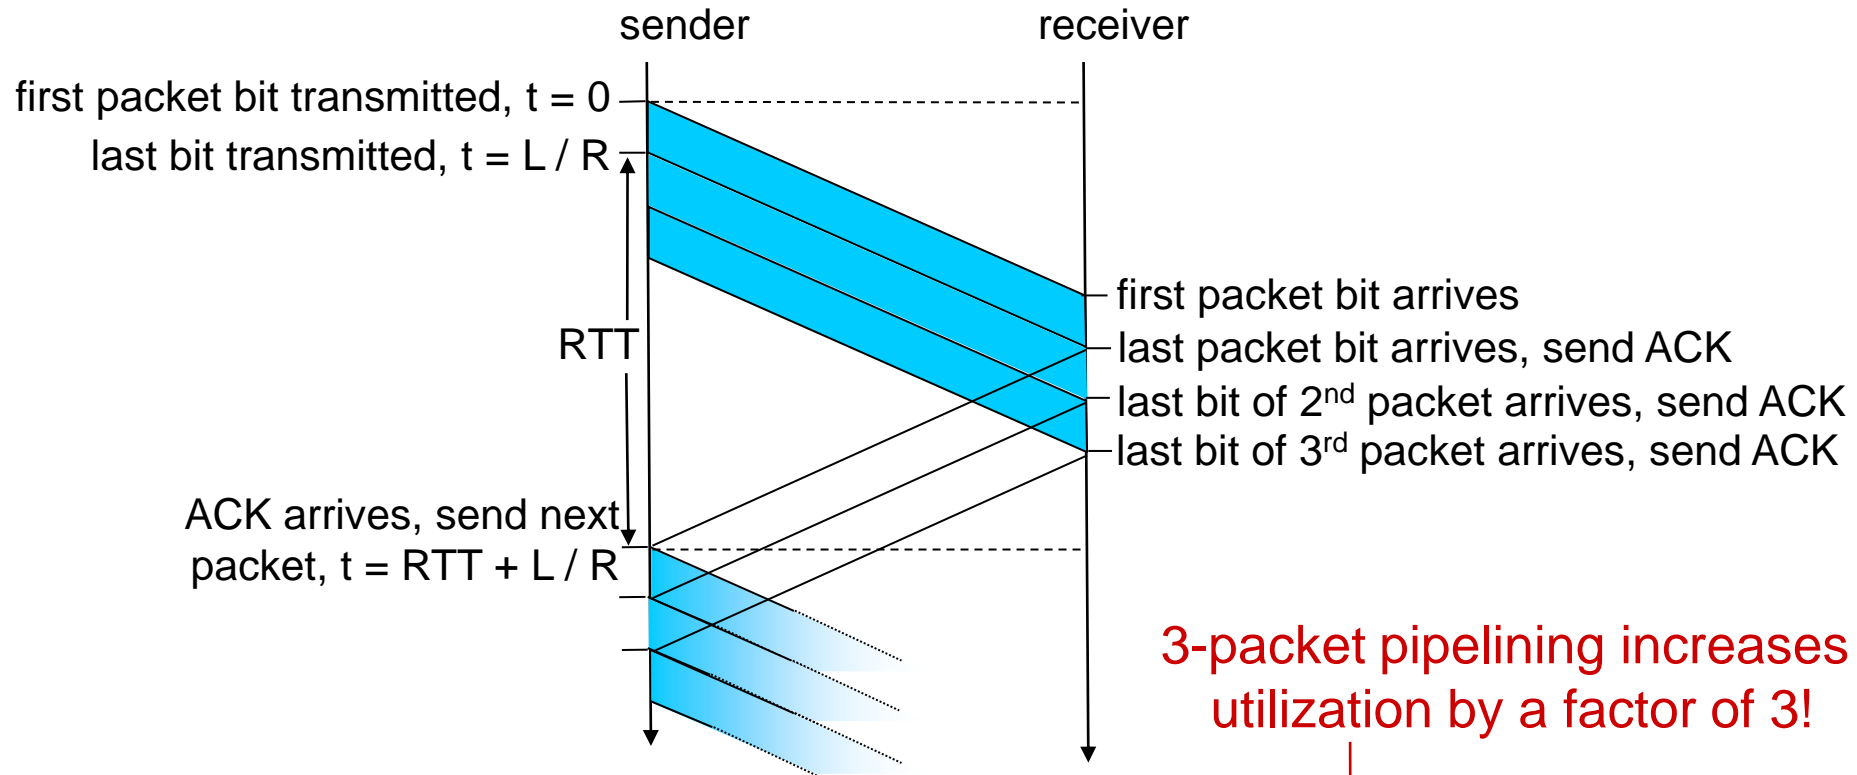 sender
receiver
first packet bit transmitted, t = 0
last bit transmitted, t = L / R
RTT
first packet bit arrives
last packet bit arrives, send ACK
last bit of 2nd packet arrives, send ACK
last bit of 3rd packet arrives, send ACK
ACK arrives, send next
packet, t = RTT + L / R
3-packet pipelining increases
utilization by a factor of 3!